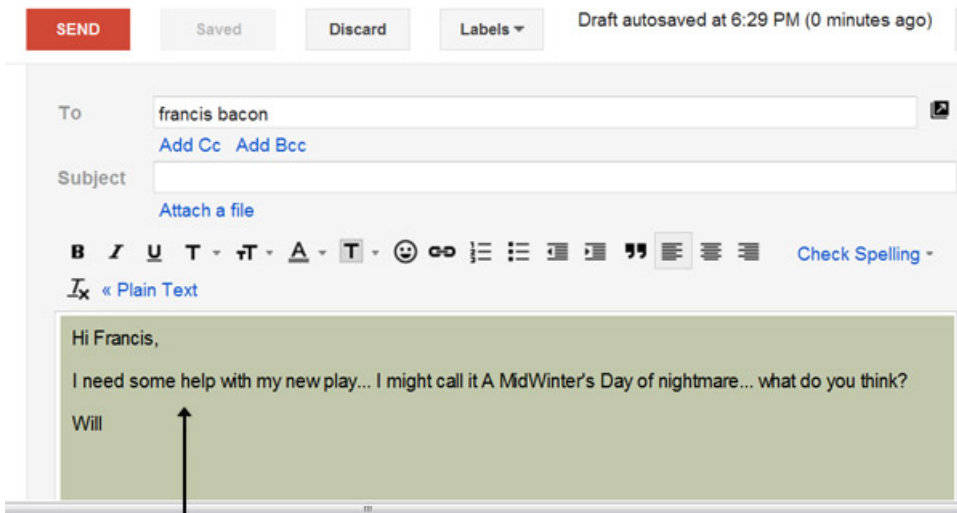 SEND Saved Discard Labels Draft autosaved at 6:29 PM (0 minutes ago)
To francis bacon
Add Cc Add Bcc
Subject
Attach a file
B I U T T A T Check Spelling
Tx « Plain Text
Hi Francis,
I need some help with my new play... I might call it A MidWinter's Day of nightmare... what do you think?
Will